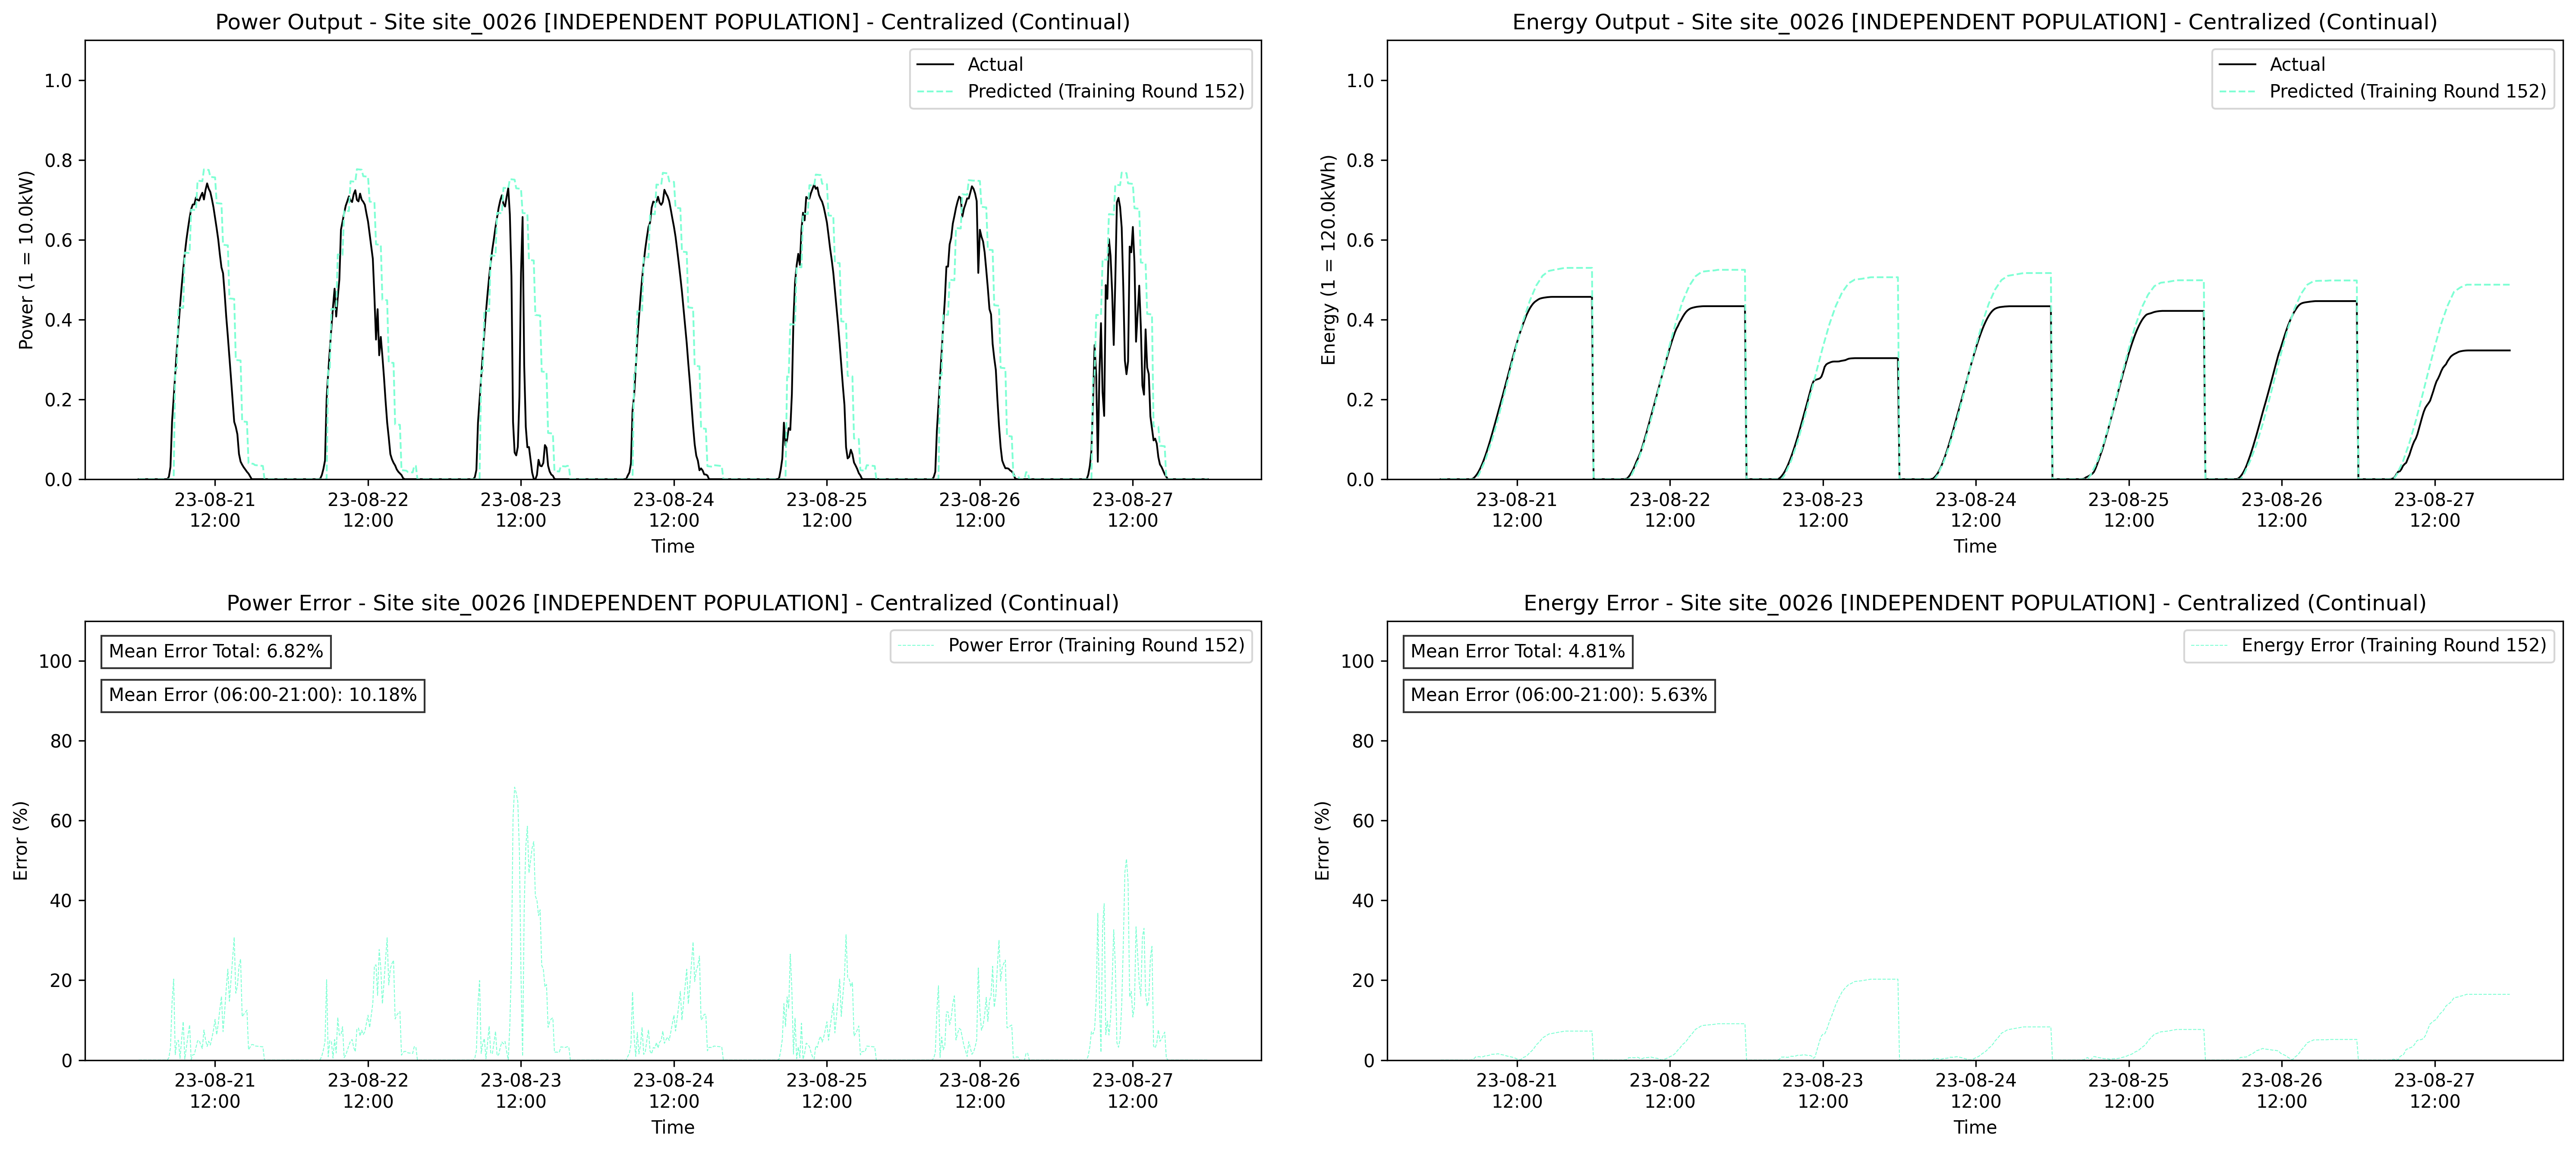 Power Output - Site site_0026 [INDEPENDENT POPULATION] - Centralized (Continual)
Actual
Predicted (Training Round 152)
Power (1 = 10.0kW)
1.0
0.8
0.6
0.4
0.2
0.0
23-08-21 23-08-22 23-08-23 23-08-24 23-08-25 23-08-26 23-08-27
12:00 12:00 12:00 12:00 12:00 12:00 12:00
Time
Energy Output - Site site_0026 [INDEPENDENT POPULATION] - Centralized (Continual)
Actual
Predicted (Training Round 152)
Energy (1 = 120.0kWh)
1.0
0.8
0.6
0.4
0.2
0.0
23-08-21 23-08-22 23-08-23 23-08-24 23-08-25 23-08-26 23-08-27
12:00 12:00 12:00 12:00 12:00 12:00 12:00
Time
Power Error - Site site_0026 [INDEPENDENT POPULATION] - Centralized (Continual)
Mean Error Total: 6.82%
Mean Error (06:00-21:00): 10.18%
Power Error (Training Round 152)
Error (%)
100
80
60
40
20
0
23-08-21 23-08-22 23-08-23 23-08-24 23-08-25 23-08-26 23-08-27
12:00 12:00 12:00 12:00 12:00 12:00 12:00
Time
Energy Error - Site site_0026 [INDEPENDENT POPULATION] - Centralized (Continual)
Mean Error Total: 4.81%
Mean Error (06:00-21:00): 5.63%
Energy Error (Training Round 152)
Error (%)
100
80
60
40
20
0
23-08-21 23-08-22 23-08-23 23-08-24 23-08-25 23-08-26 23-08-27
12:00 12:00 12:00 12:00 12:00 12:00 12:00
Time